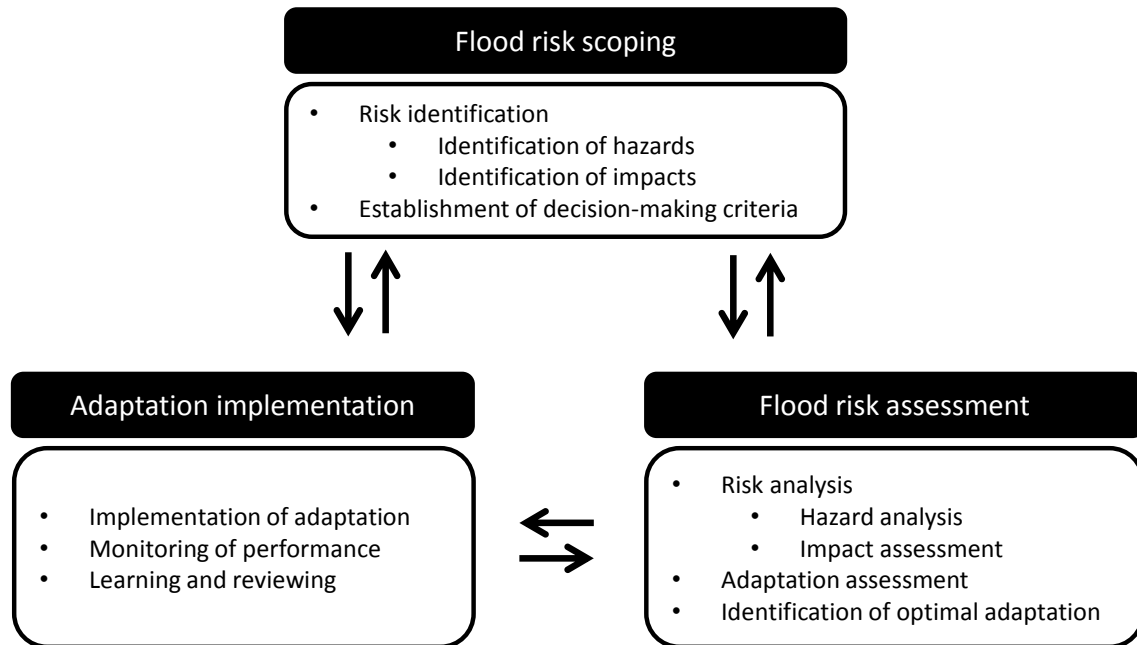 Flood risk scoping
• Risk identification
• Identification of hazards
• Identification of impacts
• Establishment of decision-making criteria
Adaptation implementation
• Implementation of adaptation
• Monitoring of performance
• Learning and reviewing
Flood risk assessment
• Risk analysis
• Hazard analysis
• Impact assessment
• Adaptation assessment
• Identification of optimal adaptation